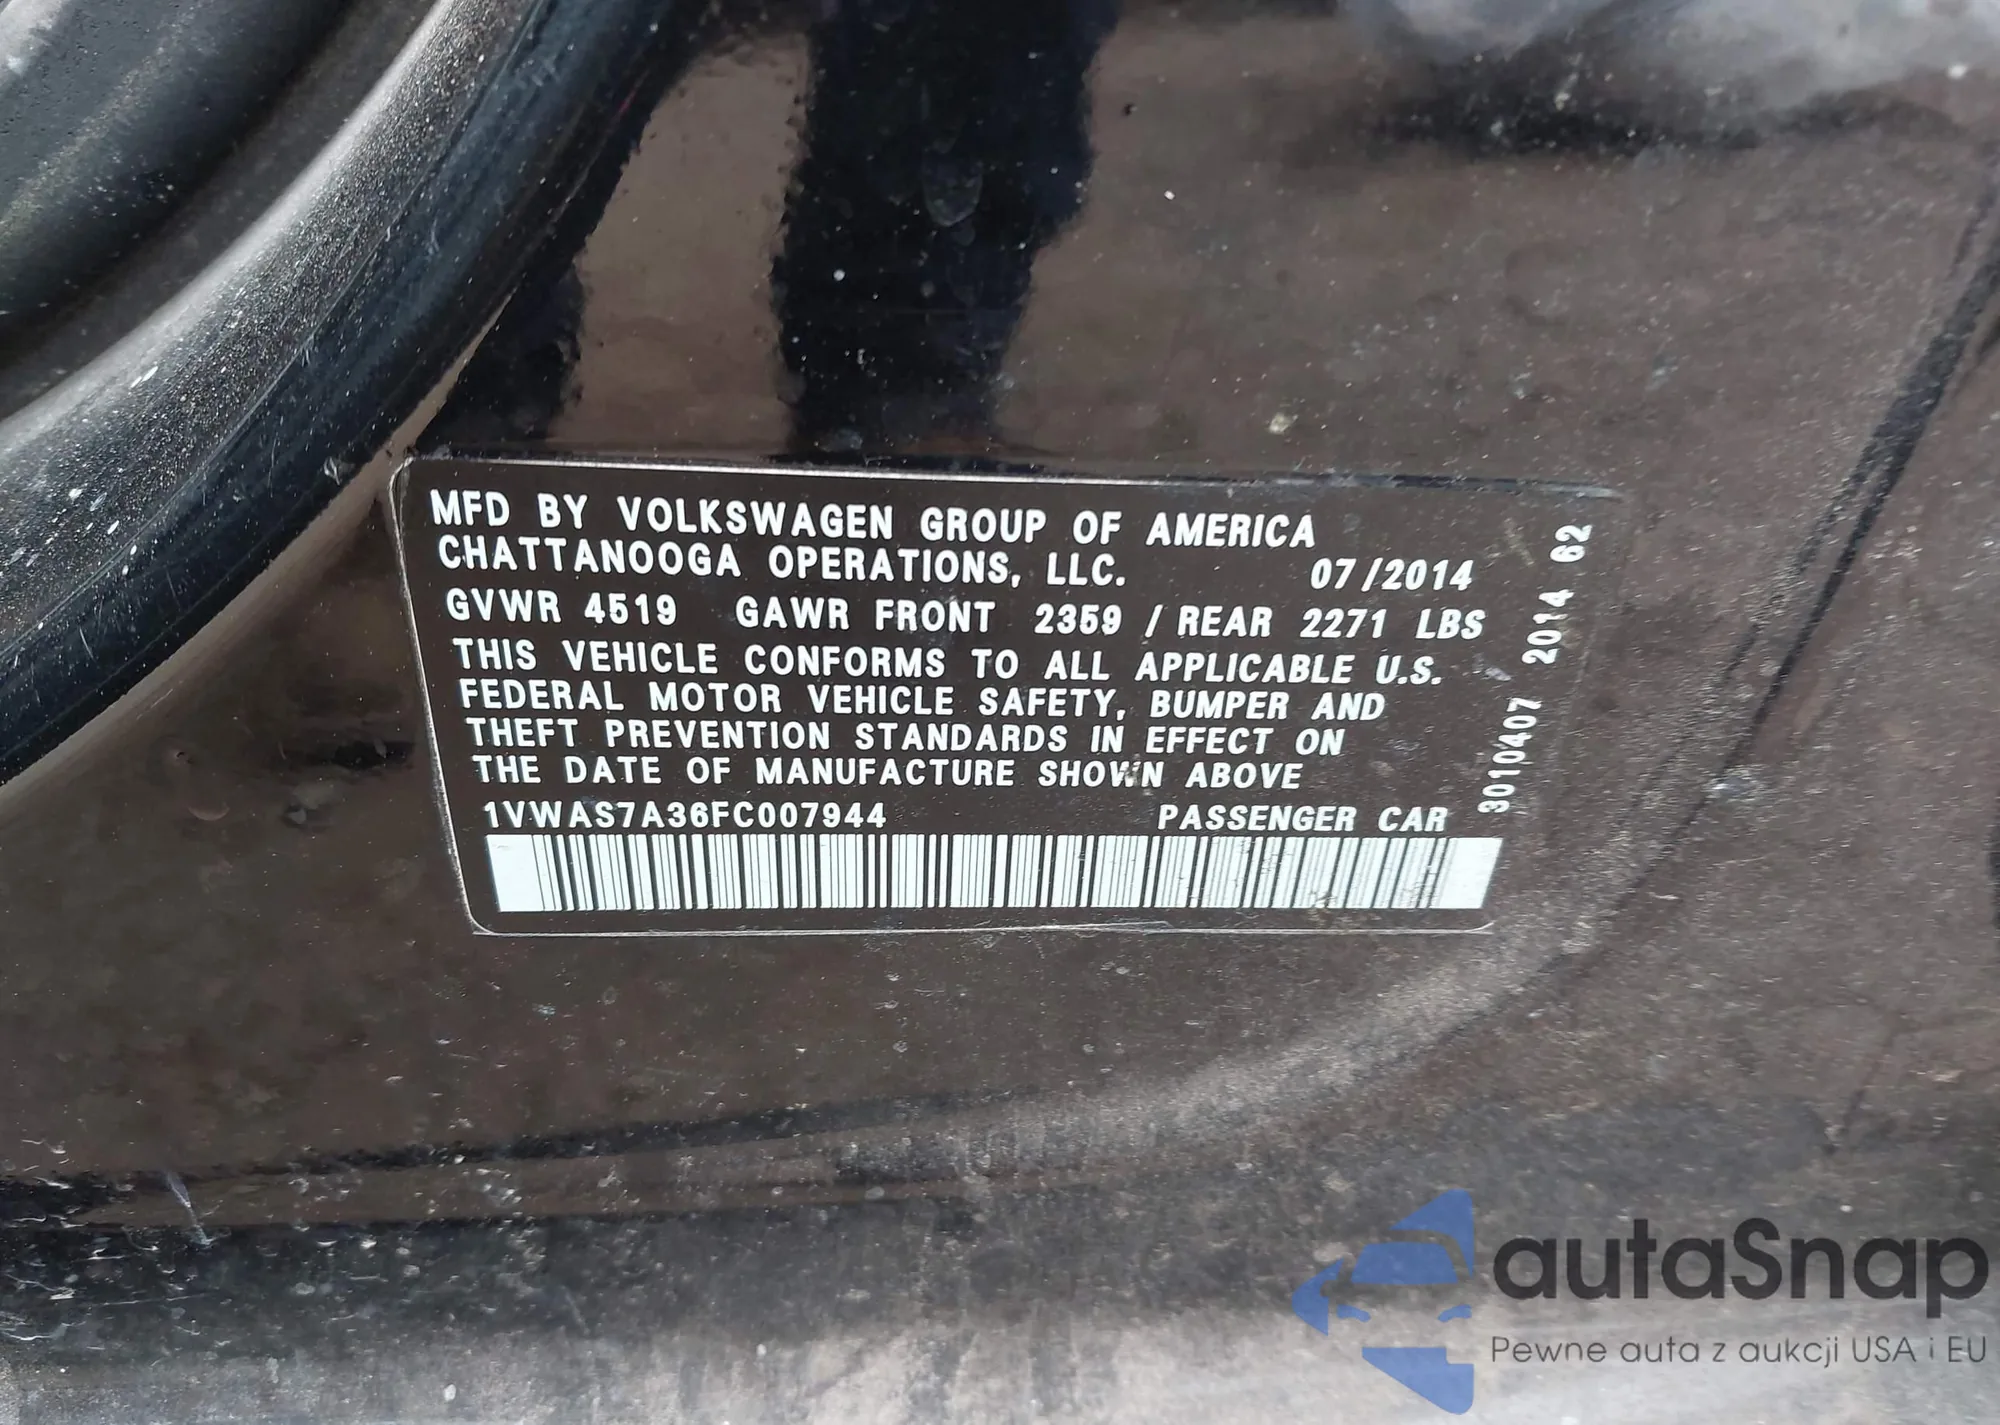 MFD BY VOLKSWAGEN GROUP OF AMERICA
CHATTANOOGA OPERATIONS, LLC. 07/2014
GVWR 4519 GAWR FRONT 2359 / REAR 2271 LBS
THIS VEHICLE CONFORMS TO ALL APPLICABLE U.S.
FEDERAL MOTOR VEHICLE SAFETY, BUMPER AND
THEFT PREVENTION STANDARDS IN EFFECT ON
THE DATE OF MANUFACTURE SHOWN ABOVE
1VWAS7A36FC007944 PASSENGER CAR
3010407 2014 62
autaSnap
Pewne auta z aukcji USA i EU